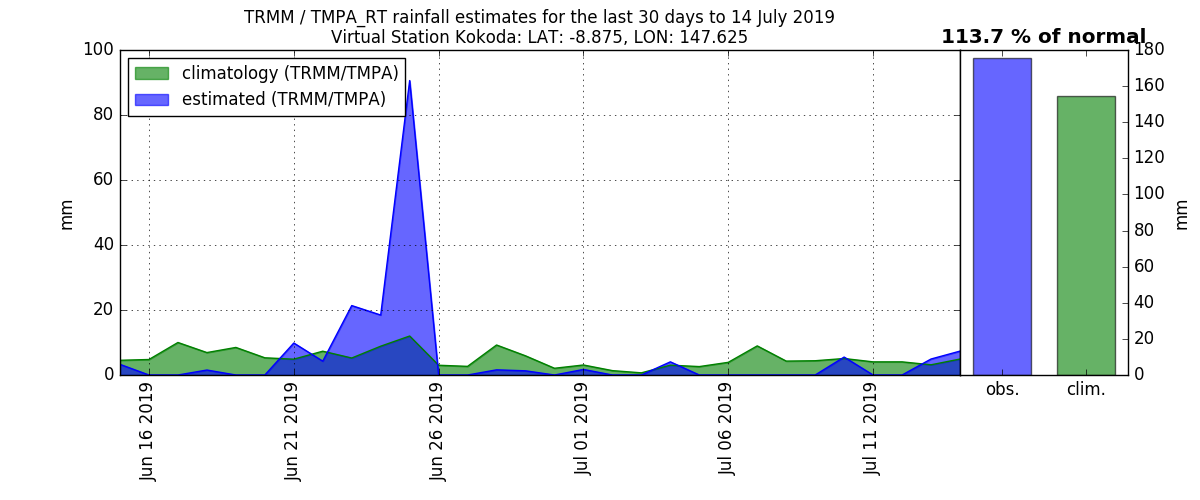 TRMM / TMPA_RT rainfall estimates for the last 30 days to 14 July 2019
Virtual Station Kokoda: LAT: -8.875, LON: 147.625
113.7 % of normal
climatology (TRMM/TMPA)
estimated (TRMM/TMPA)
100
80
60
40
20
0
mm
180
160
140
120
100
80
60
40
20
0
mm
Jun 16 2019
Jun 21 2019
Jun 26 2019
Jul 01 2019
Jul 06 2019
Jul 11 2019
obs.
clim.